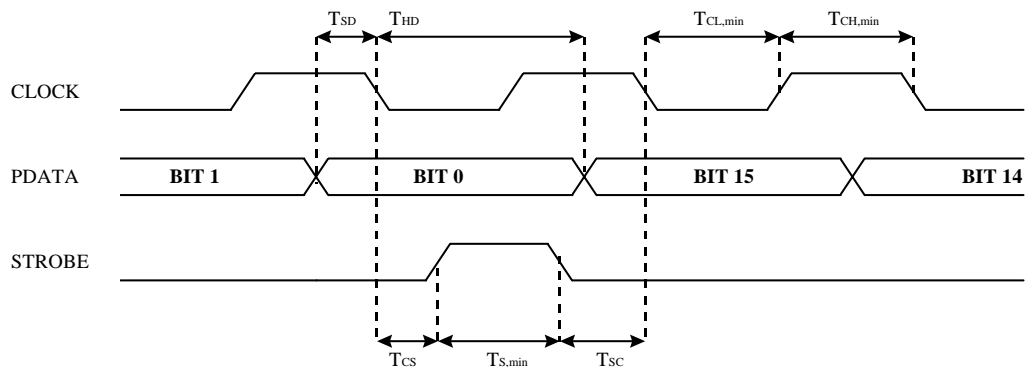 TSD THD TCL,min TCH,min
CLOCK
PDATA BIT 1 BIT 0 BIT 15 BIT 14
STROBE
TCS TS,min TSC